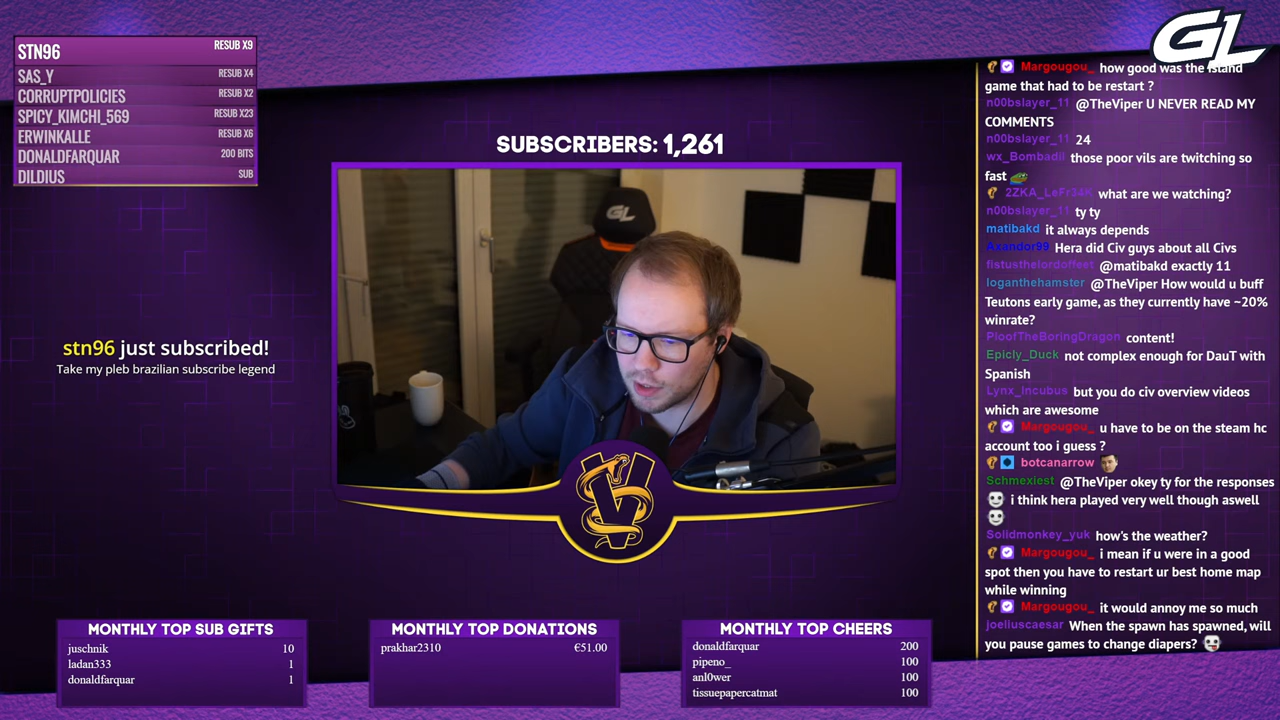 GL
STN96 RESUB X9
SAS_Y RESUB X4
CORRUPTPOLICIES RESUB X2
SPICY_KIMCHI_569 RESUB X23
ERWINKALLE RESUB X6
DONALDFARQUAR 200 BITS
DILDIUS SUB
SUBSCRIBERS: 1,261
GL
stn96 just subscribed!
Take my pleb brazilian subscribe legend
V
MONTHLY TOP SUB GIFTS
juschnik 10
ladan333 1
donaldfarquar 1
MONTHLY TOP DONATIONS
prakhar2310 €51.00
MONTHLY TOP CHEERS
donaldfarquar 200
pipeno_ 100
anl0wer 100
tissuepapercatmat 100
Margougou_ how good was the island
game that had to be restart ?
n00bslayer_11 @TheViper U NEVER READ MY
COMMENTS
n00bslayer_11 24
wx_Bombadil those poor vils are twitching so
fast
2ZKA_LeFr34K what are we watching?
n00bslayer_11 ty ty
matibakd it always depends
Axandor99 Hera did Civ guys about all Civs
fistusthelordoffeet @matibakd exactly 11
loganthehamster @TheViper How would u buff
Teutons early game, as they currently have ~20%
winrate?
PloofTheBoringDragon content!
Epicly_Duck not complex enough for DauT with
Spanish
Lynx_Incubus but you do civ overview videos
which are awesome
Margougou_ u have to be on the steam hc
account too i guess ?
botcanarrow
Schmexiest @TheViper okey ty for the responses
i think hera played very well though aswell
Solidmonkey_yuk how's the weather?
Margougou_ i mean if u were in a good
spot then you have to restart ur best home map
while winning
Margougou_ it would annoy me so much
joeliuscaesar When the spawn has spawned, will
you pause games to change diapers?